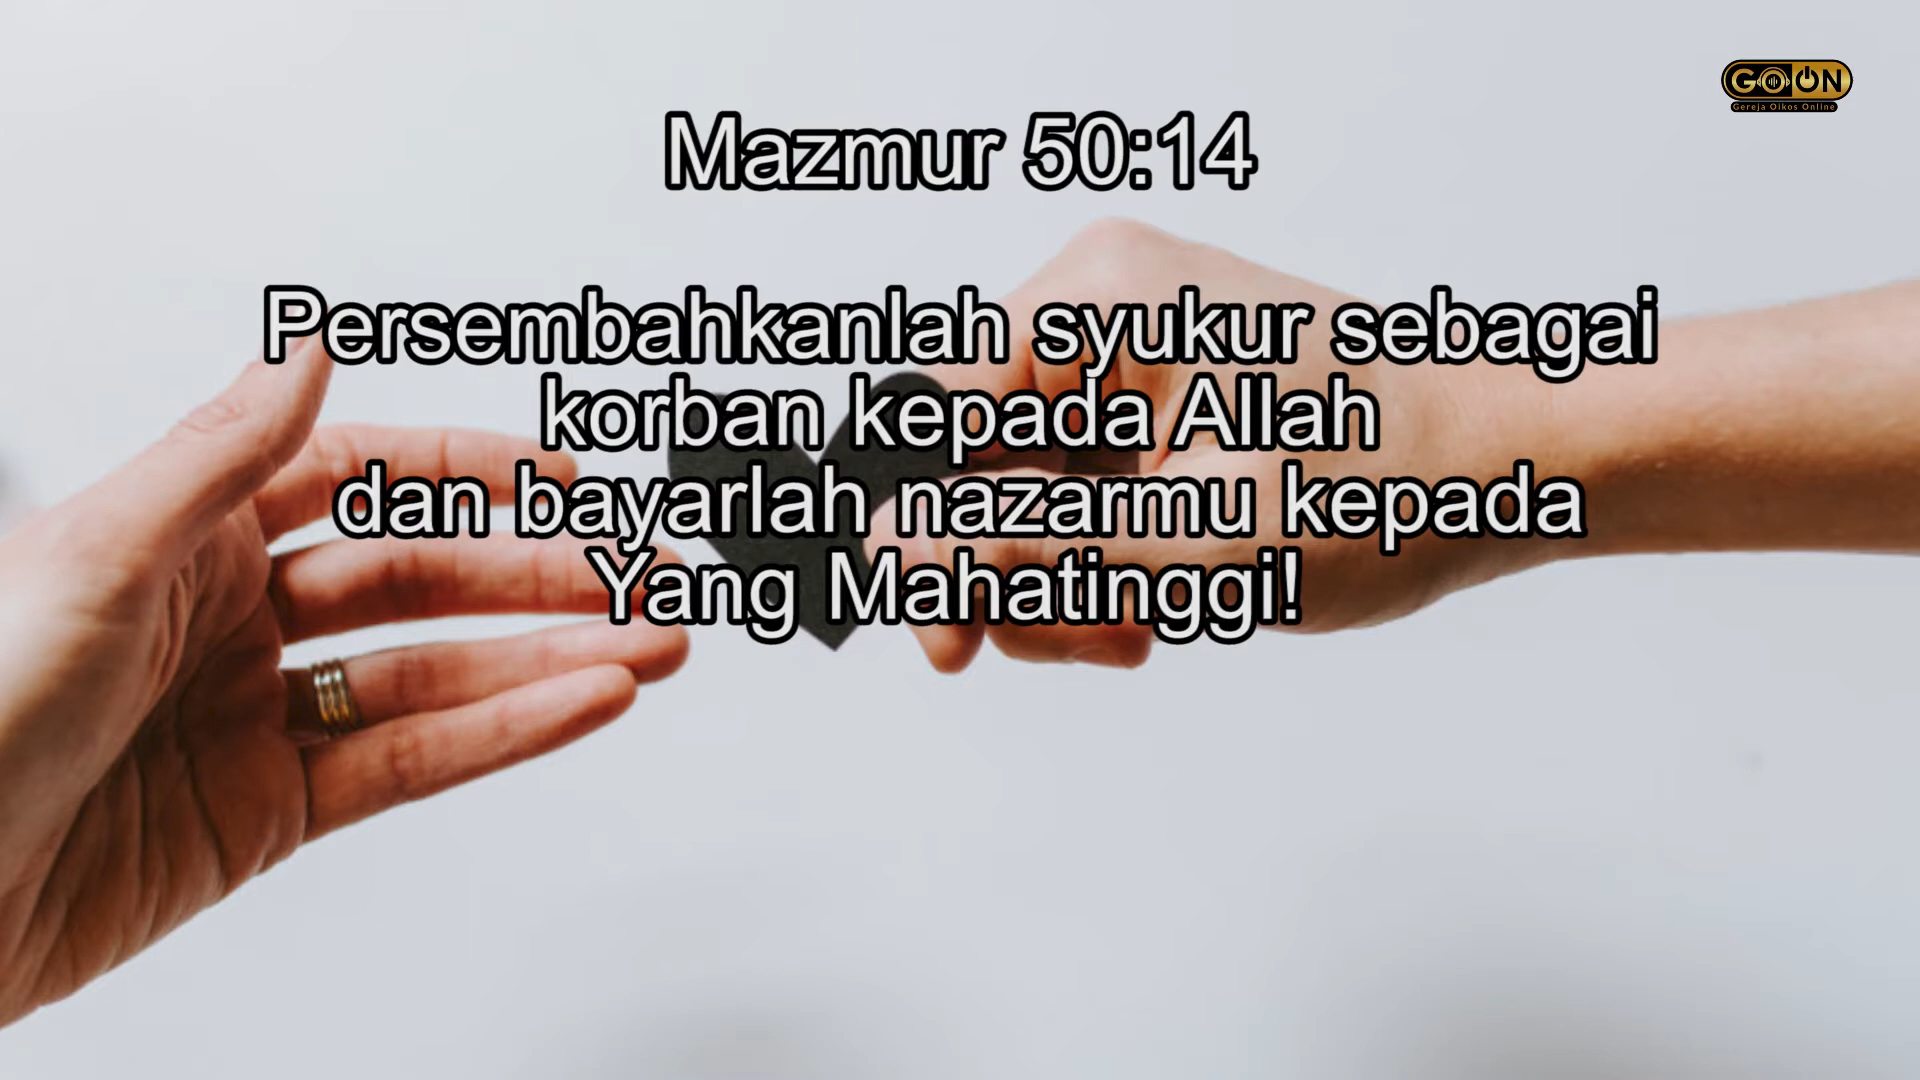 GOON
Gereja Oikos Online
Mazmur 50:14
Persembahkanlah syukur sebagai
korban kepada Allah
dan bayarlah nazarmu kepada
Yang Mahatinggi!